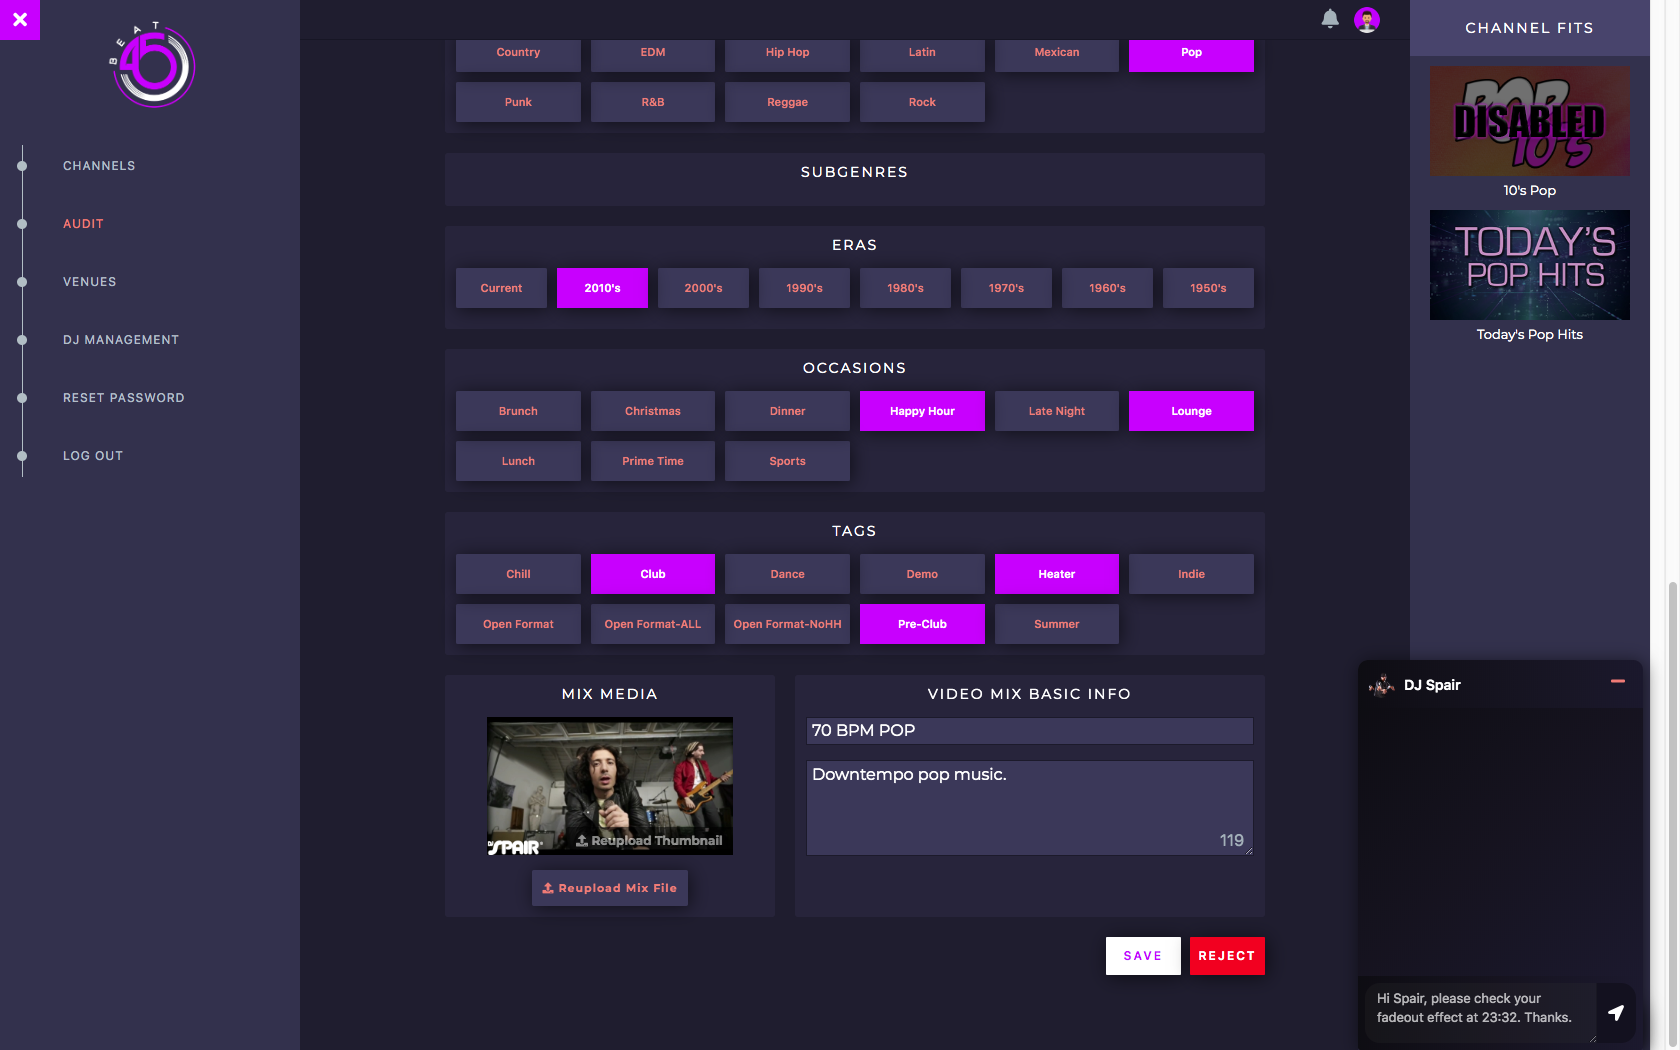 BEAT
45
CHANNELS
AUDIT
VENUES
DJ MANAGEMENT
RESET PASSWORD
LOG OUT
Country EDM Hip Hop Latin Mexican Pop
Punk R&B Reggae Rock
SUBGENRES
ERAS
Current 2010's 2000's 1990's 1980's 1970's 1960's 1950's
OCCASIONS
Brunch Christmas Dinner Happy Hour Late Night Lounge
Lunch Prime Time Sports
TAGS
Chill Club Dance Demo Heater Indie
Open Format Open Format-ALL Open Format-NoHH Pre-Club Summer
MIX MEDIA
Reupload Thumbnail
DJ SPAIR
Reupload Mix File
VIDEO MIX BASIC INFO
70 BPM POP
Downtempo pop music.
119
SAVE REJECT
CHANNEL FITS
POP
DISABLED
10'S
10's Pop
TODAY'S
POP HITS
Today's Pop Hits
DJ Spair
Hi Spair, please check your
fadeout effect at 23:32. Thanks.